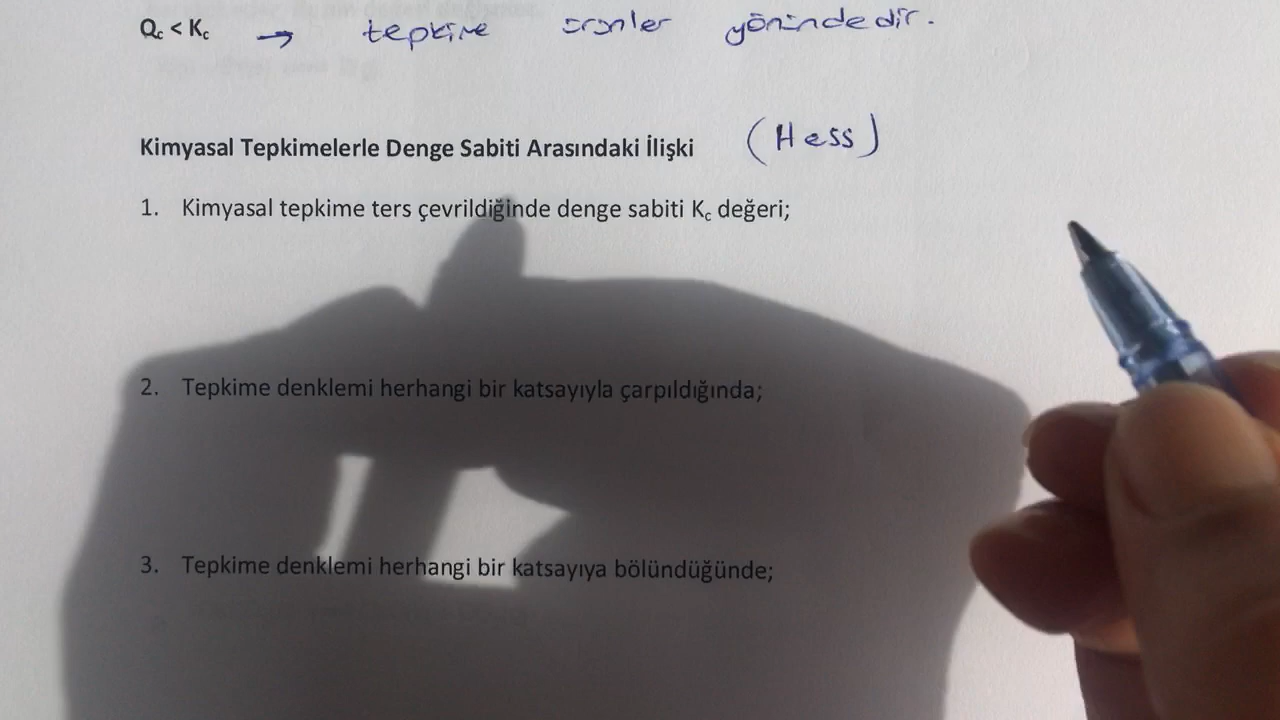 Qc < Kc → tepkime ürünler yönündedir.
Kimyasal Tepkimelerle Denge Sabiti Arasındaki İlişki (Hess)
1. Kimyasal tepkime ters çevrildiğinde denge sabiti Kc değeri;
2. Tepkime denklemi herhangi bir katsayıyla çarpıldığında;
3. Tepkime denklemi herhangi bir katsayıya bölündüğünde;